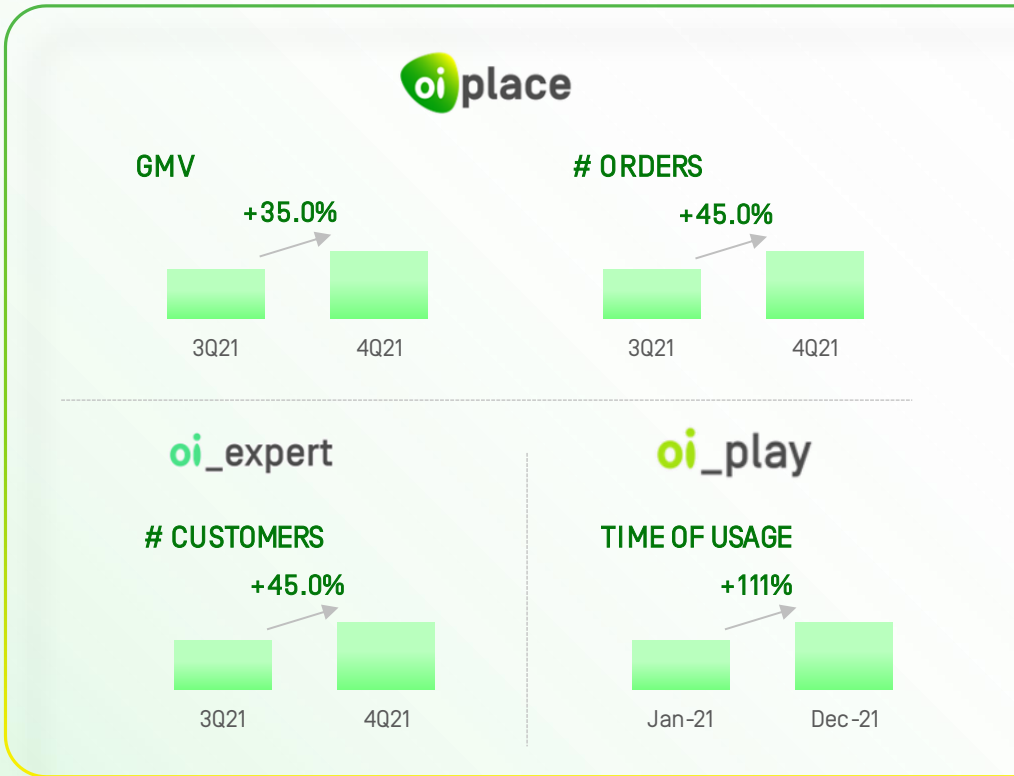 oi place
GMV
+35.0%
3Q21 4Q21
# ORDERS
+45.0%
3Q21 4Q21
oi_expert
# CUSTOMERS
+45.0%
3Q21 4Q21
oi_play
TIME OF USAGE
+111%
Jan-21 Dec-21